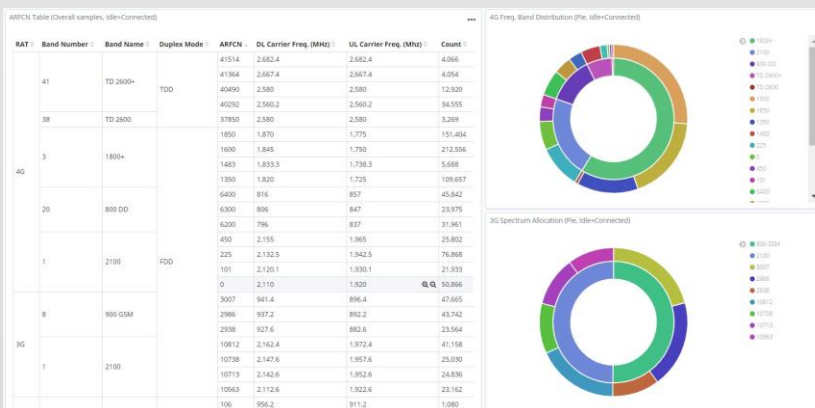 ARFCN Table (Overall samples, Idle+Connected)
RAT Band Number Band Name Duplex Mode ARFCN DL Carrier Freq. (MHz) UL Carrier Freq. (MHz) Count
4G 41 TD 2600+ TDD 41514 2,682.4 2,682.4 4,066
41364 2,667.4 2,667.4 4,054
40490 2,580 2,580 12,920
40292 2,560.2 2,560.2 34,555
38 TD 2600 37850 2,580 2,580 3,269
3 1800+ FDD 1850 1,870 1,775 151,404
1600 1,845 1,750 212,556
1483 1,833.3 1,738.3 5,688
1350 1,820 1,725 109,657
20 800 DD 6400 816 857 45,842
6300 806 847 23,975
6200 796 837 31,961
1 2100 450 2,155 1,965 25,802
225 2,132.5 1,942.5 76,868
101 2,120.1 1,930.1 21,933
0 2,110 1,920 50,866
3G 8 900 GSM 3007 941.4 896.4 47,665
2986 937.2 892.2 43,742
2938 927.6 882.6 23,564
1 2100 10812 2,162.4 1,972.4 41,158
10738 2,147.6 1,957.6 25,030
10713 2,142.6 1,952.6 24,836
10563 2,112.6 1,922.6 23,162
106 956.2 911.2 1,080
4G Freq. Band Distribution (Pie, Idle+Connected)
1800+
2100
800 DD
TD 2600+
TD 2600
1600
1850
1350
1483
225
0
450
101
6400
3G Spectrum Allocation (Pie, Idle+Connected)
900 GSM
2100
3007
2986
2938
10812
10738
10713
10563